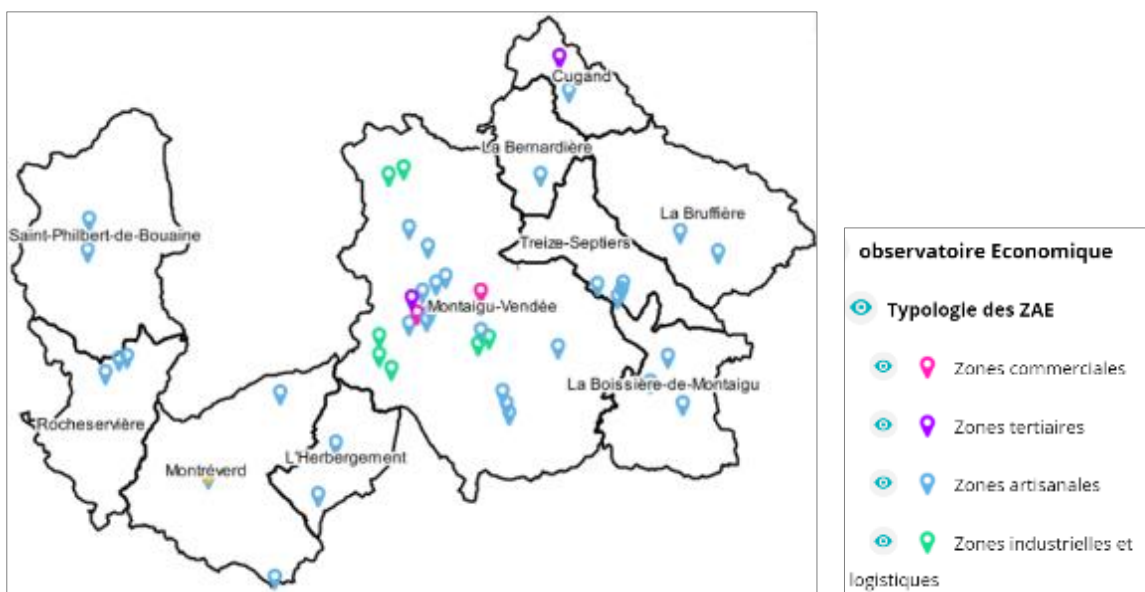 Cugand
La Bernardière
La Bruffière
Saint-Philbert-de-Bouaine
Treize-Septiers
Montaigu-Vendée
La Boissière-de-Montaigu
Rocheservière
L'Herbergement
Montréverd
observatoire Economique
Typologie des ZAE
Zones commerciales
Zones tertiaires
Zones artisanales
Zones industrielles et
logistiques